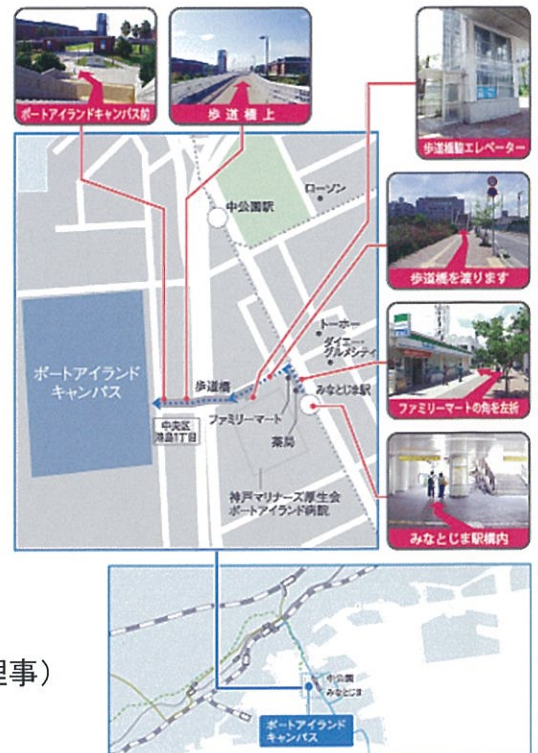 ポートアイランドキャンパス前
歩道橋上
歩道橋脇エレベーター
中公園駅
ローソン
歩道橋を渡ります
トーホー
ダイエー・
グルメシティ
ポートアイランド
キャンパス
歩道橋
みなとじま駅
ファミリーマートの角を左折
中央区
港島1丁目
ファミリーマート
薬局
神戸マリナーズ厚生会
ポートアイランド病院
みなとじま駅構内
理事）
中公園
みなとじま
ポートアイランド
キャンパス